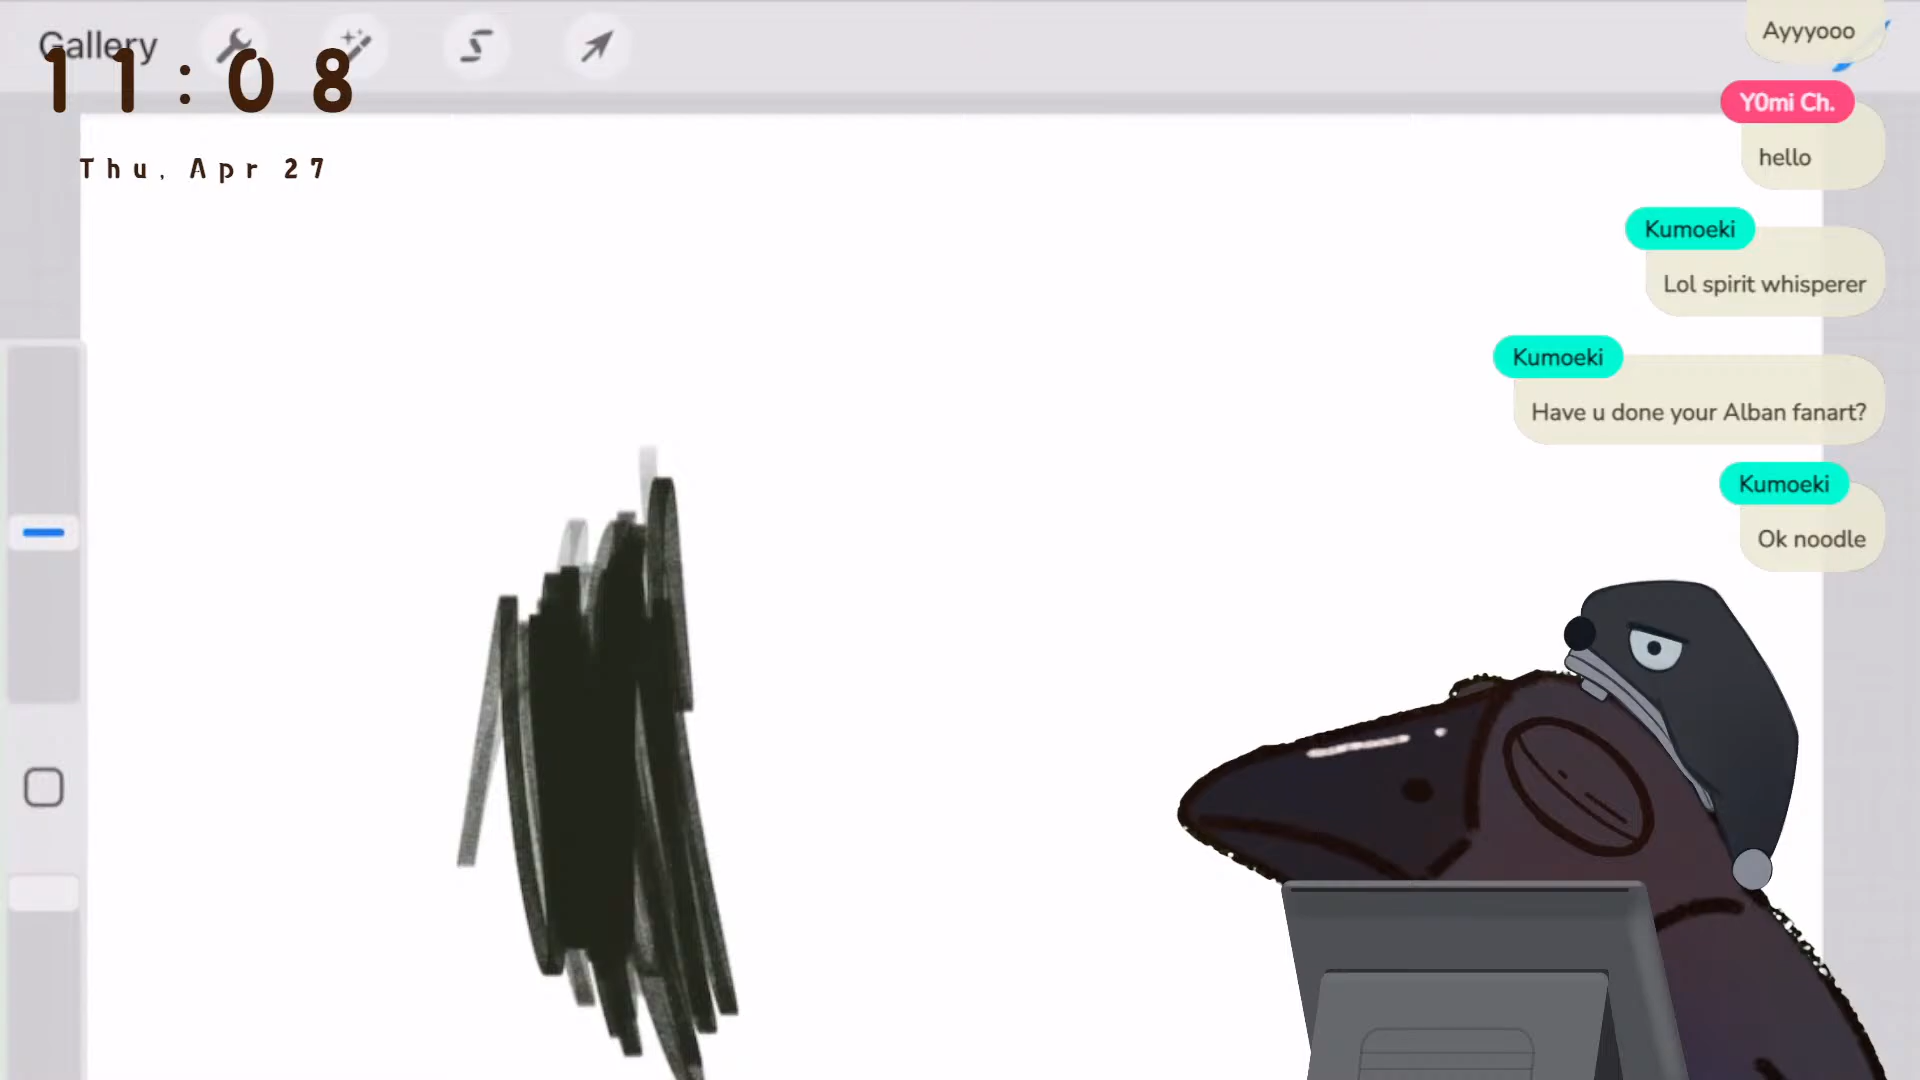 Gallery
11:08
Thu, Apr 27
Ayyyooo
Y0mi Ch.
hello
Kumoeki
Lol spirit whisperer
Kumoeki
Have u done your Alban fanart?
Kumoeki
Ok noodle